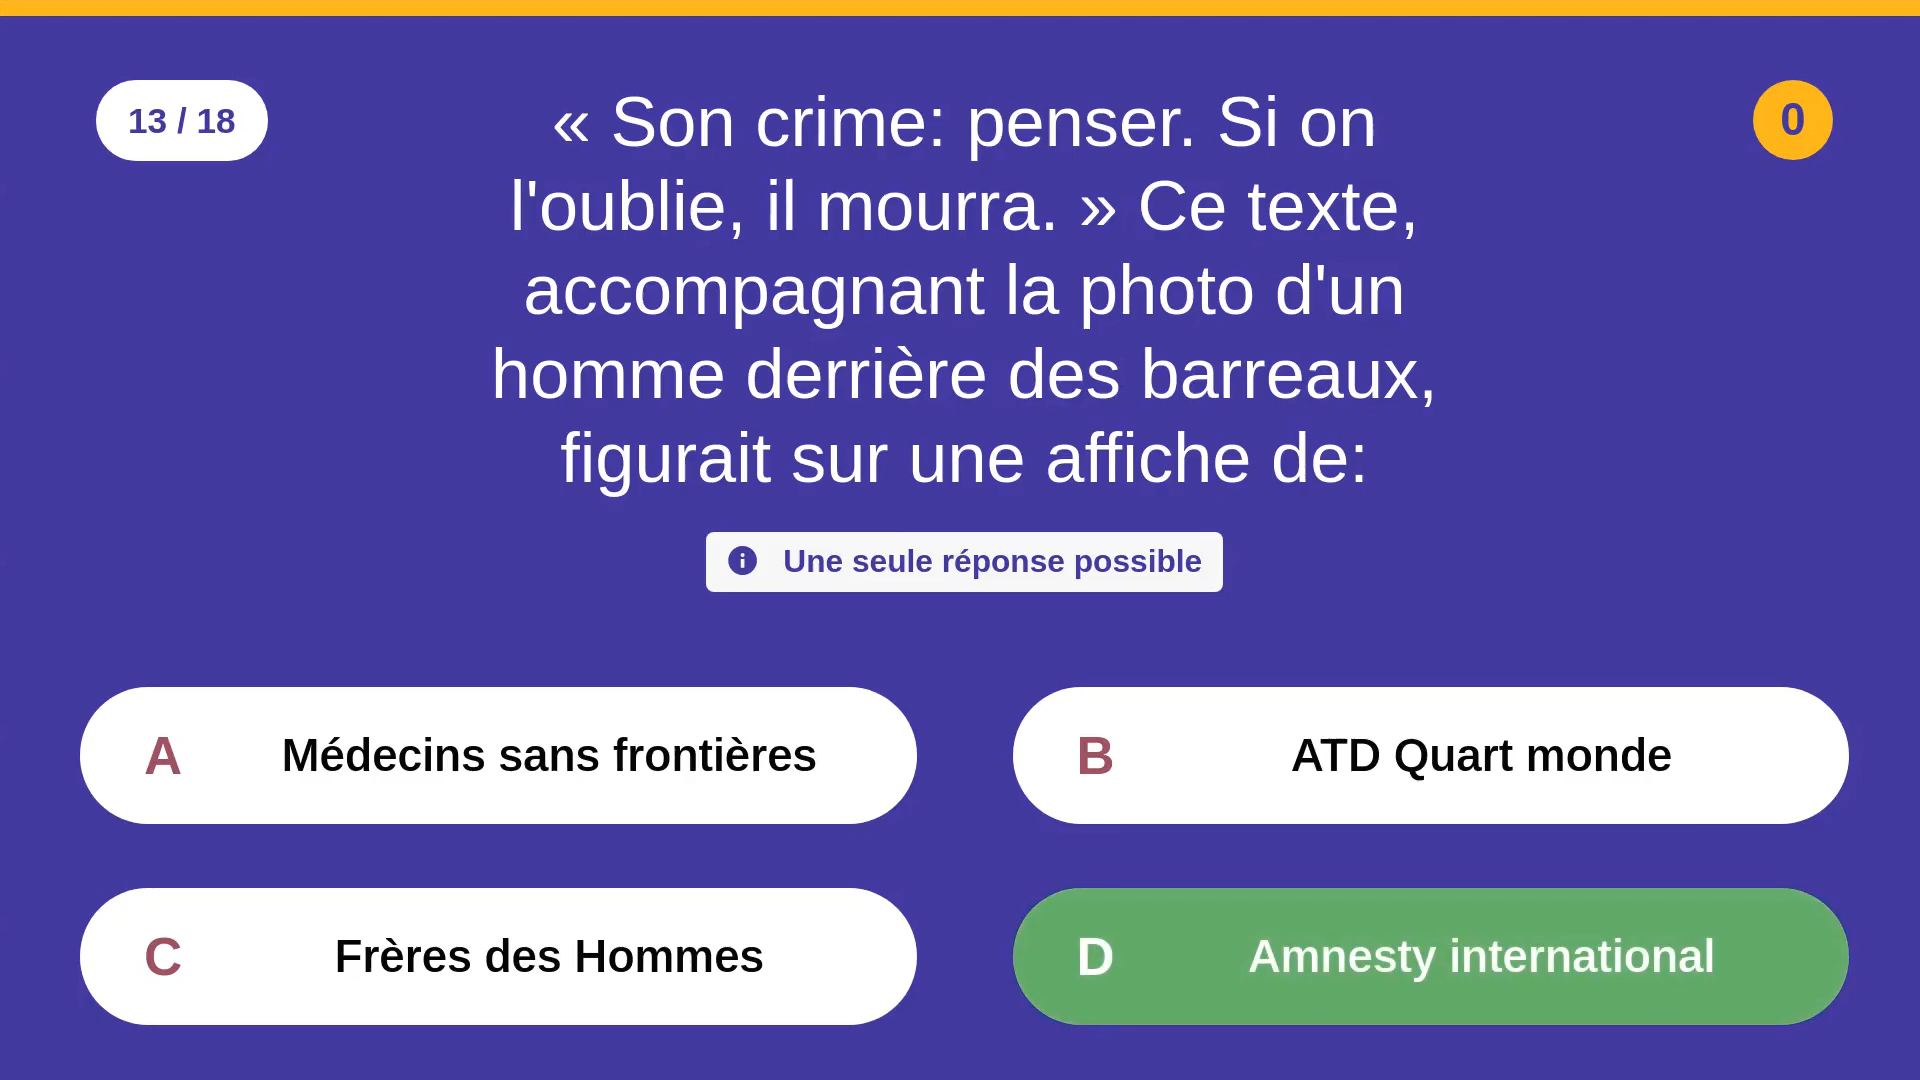 13 / 18
« Son crime: penser. Si on
l'oublie, il mourra. » Ce texte,
accompagnant la photo d'un
homme derrière des barreaux,
figurait sur une affiche de:
0
Une seule réponse possible
A Médecins sans frontières
B ATD Quart monde
C Frères des Hommes
D Amnesty international